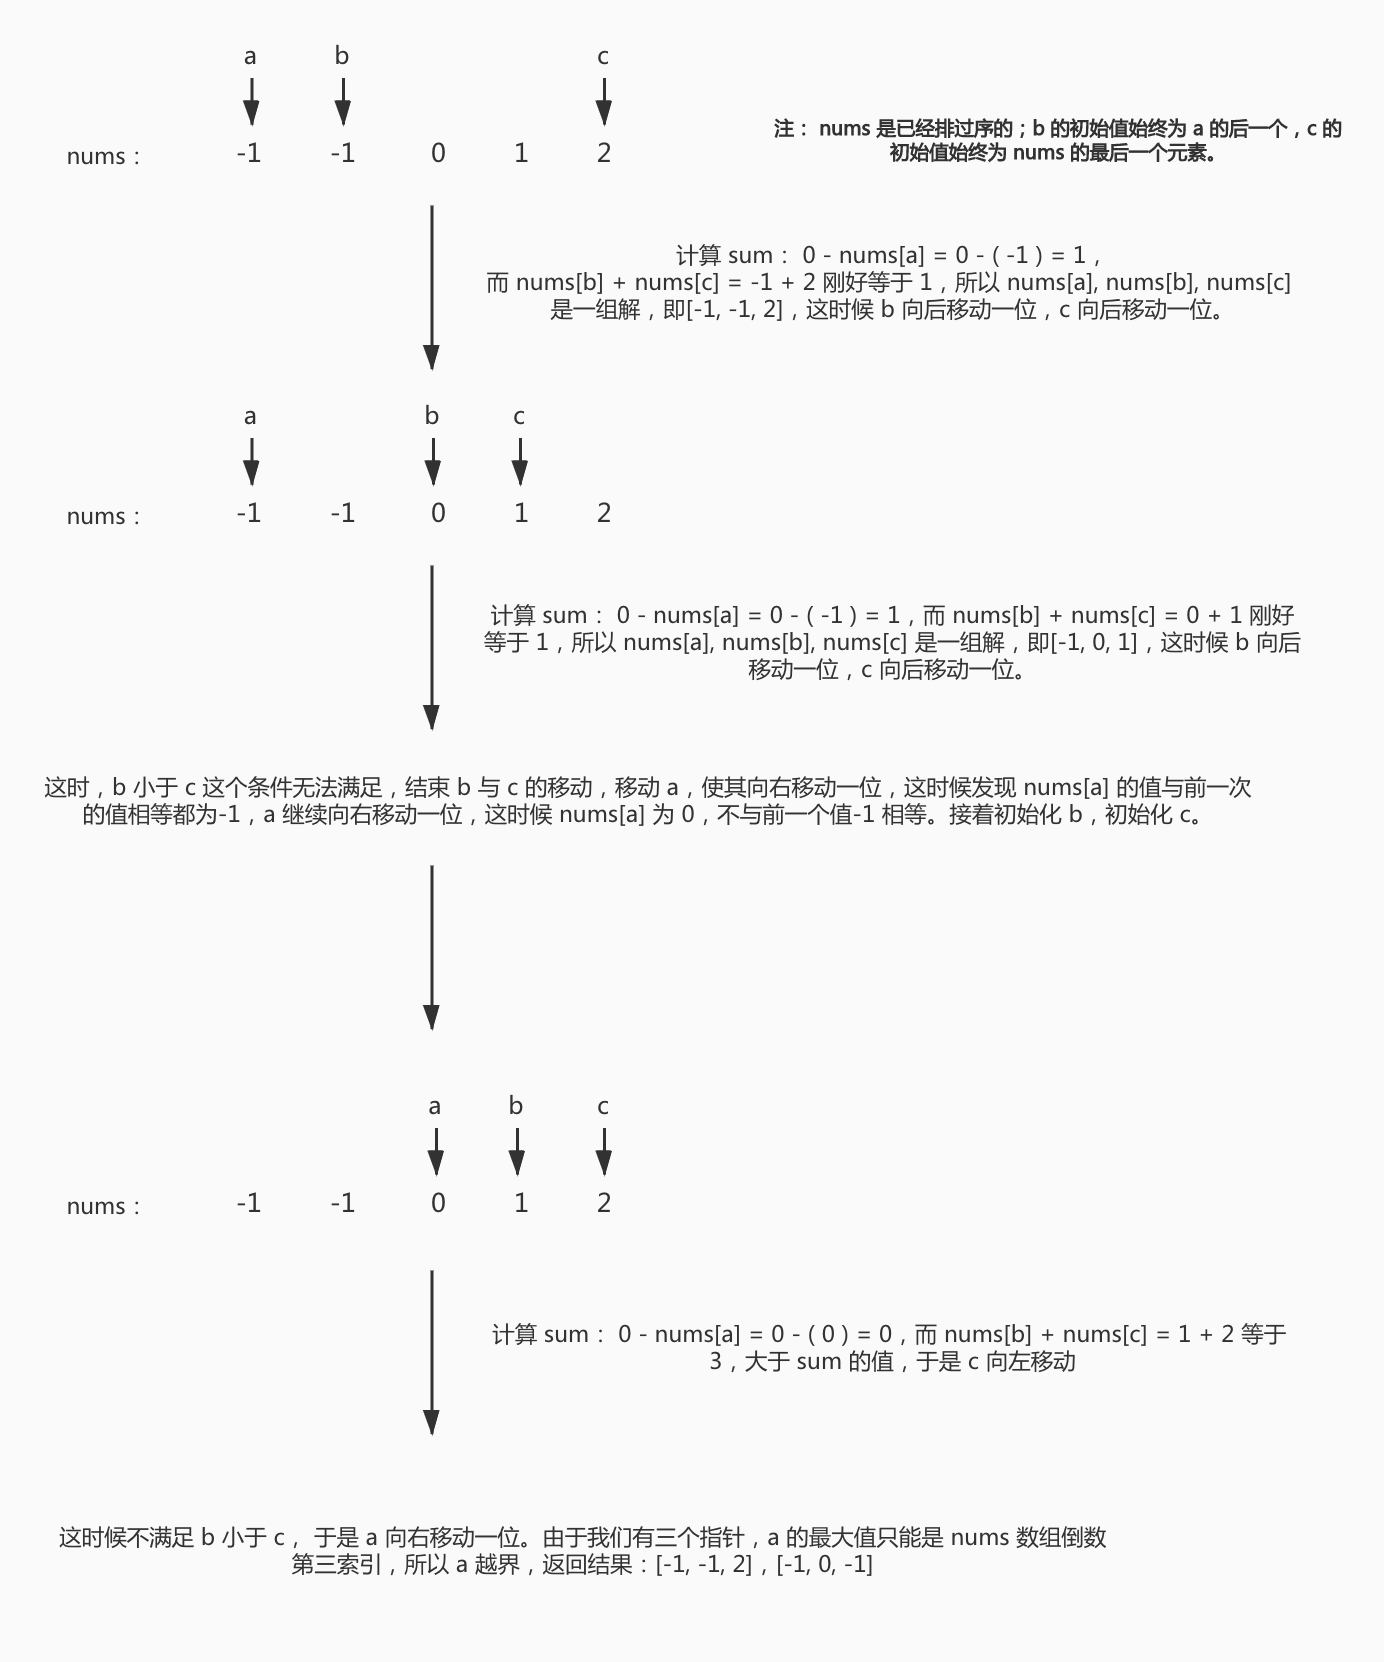 a b c
nums： -1 -1 0 1 2
注： nums 是已经排过序的；b 的初始值始终为 a 的后一个，c 的
初始值始终为 nums 的最后一个元素。
计算 sum： 0 - nums[a] = 0 - ( -1 ) = 1，
而 nums[b] + nums[c] = -1 + 2 刚好等于 1，所以 nums[a], nums[b], nums[c]
是一组解，即[-1, -1, 2]，这时候 b 向后移动一位，c 向后移动一位。
a b c
nums： -1 -1 0 1 2
计算 sum： 0 - nums[a] = 0 - ( -1 ) = 1，而 nums[b] + nums[c] = 0 + 1 刚好
等于 1，所以 nums[a], nums[b], nums[c] 是一组解，即[-1, 0, 1]，这时候 b 向后
移动一位，c 向后移动一位。
这时，b 小于 c 这个条件无法满足，结束 b 与 c 的移动，移动 a，使其向右移动一位，这时候发现 nums[a] 的值与前一次
的值相等都为-1，a 继续向右移动一位，这时候 nums[a] 为 0，不与前一个值-1 相等。接着初始化 b，初始化 c。
a b c
nums： -1 -1 0 1 2
计算 sum： 0 - nums[a] = 0 - ( 0 ) = 0，而 nums[b] + nums[c] = 1 + 2 等于
3，大于 sum 的值，于是 c 向左移动
这时候不满足 b 小于 c， 于是 a 向右移动一位。由于我们有三个指针，a 的最大值只能是 nums 数组倒数
第三索引，所以 a 越界，返回结果：[-1, -1, 2]，[-1, 0, -1]